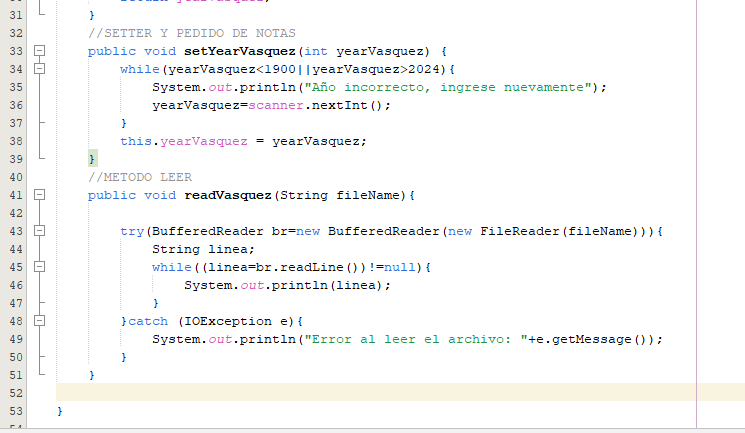 31 }
32 //SETTER Y PEDIDO DE NOTAS
33 public void setYearVasquez(int yearVasquez) {
34 while(yearVasquez<1900||yearVasquez>2024){
35 System.out.println("Año incorrecto, ingrese nuevamente");
36 yearVasquez=scanner.nextInt();
37 }
38 this.yearVasquez = yearVasquez;
39 }
40 //METODO LEER
41 public void readVasquez(String fileName){
42
43 try(BufferedReader br=new BufferedReader(new FileReader(fileName))){
44 String linea;
45 while((linea=br.readLine())!=null){
46 System.out.println(linea);
47 }
48 }catch (IOException e){
49 System.out.println("Error al leer el archivo: "+e.getMessage());
50 }
51 }
52
53 }